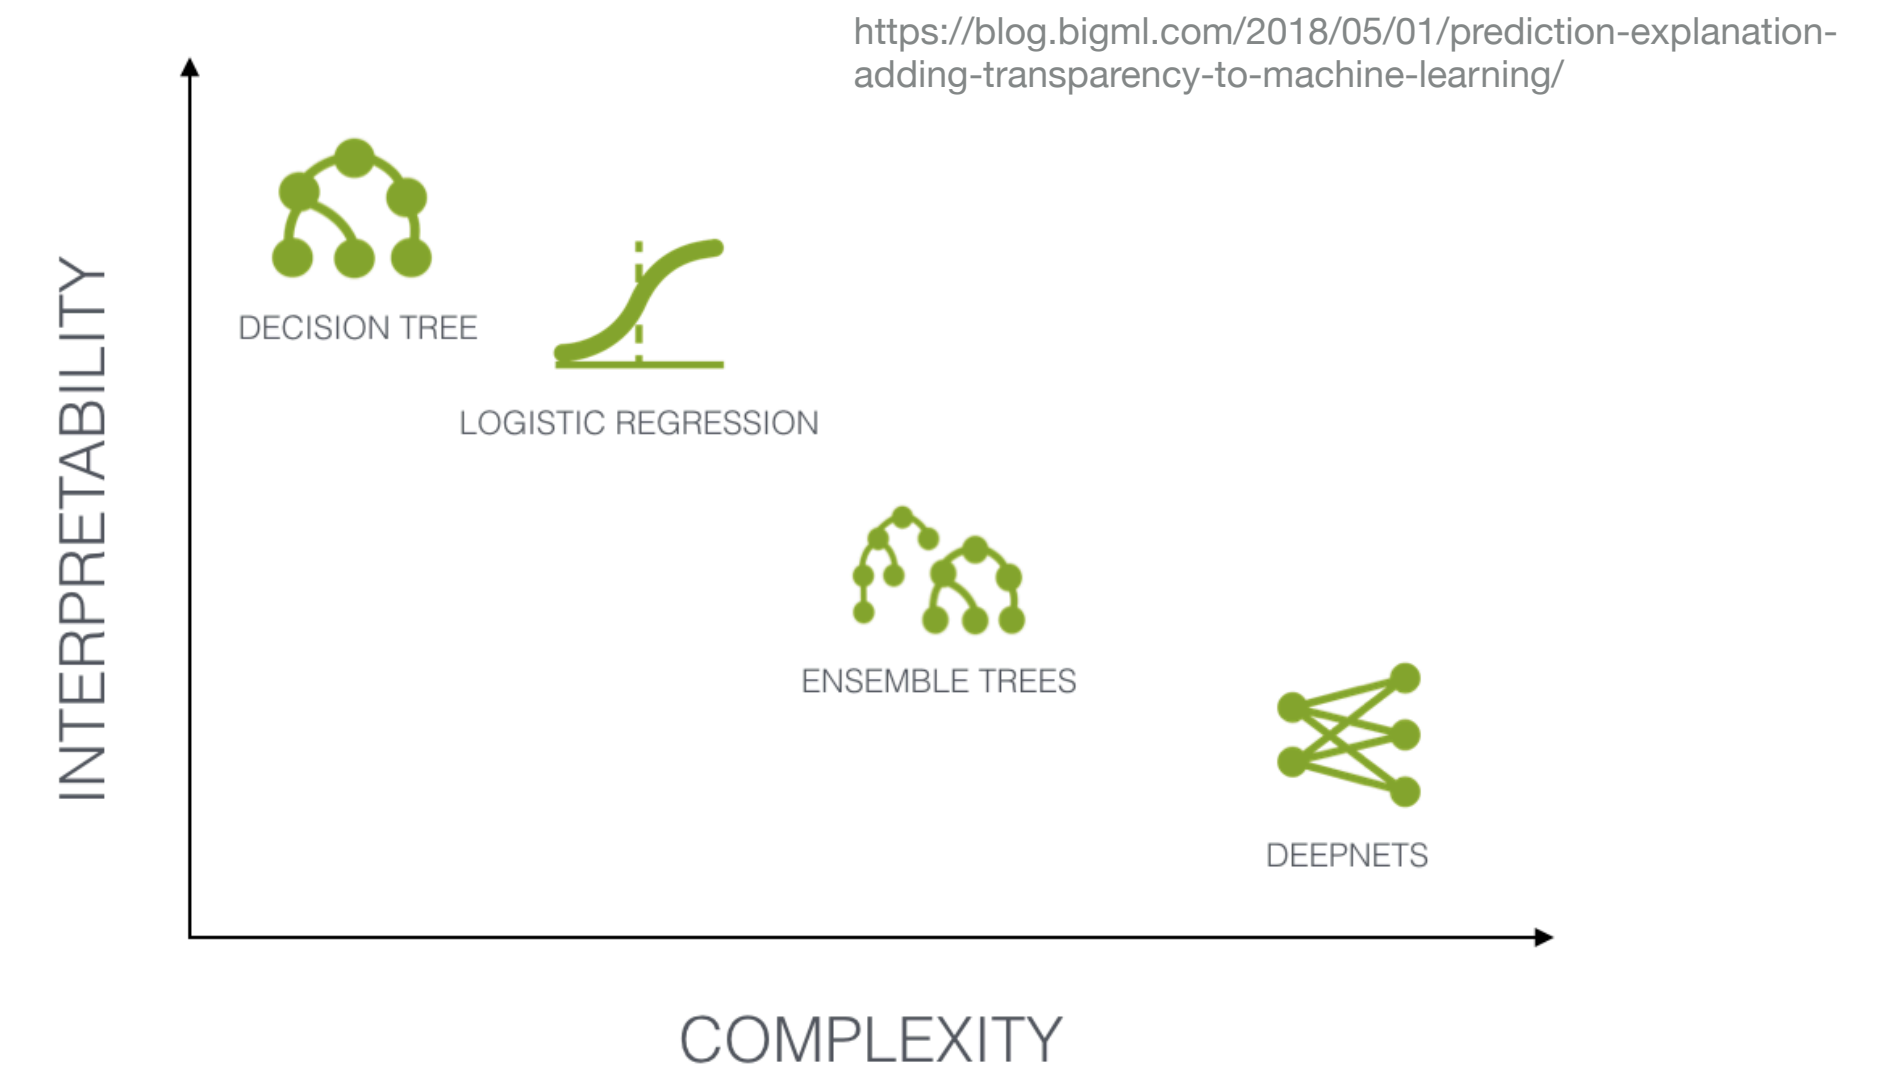 https://blog.bigml.com/2018/05/01/prediction-explanation-
adding-transparency-to-machine-learning/
INTERPRETABILITY
DECISION TREE
LOGISTIC REGRESSION
ENSEMBLE TREES
DEEPNETS
COMPLEXITY